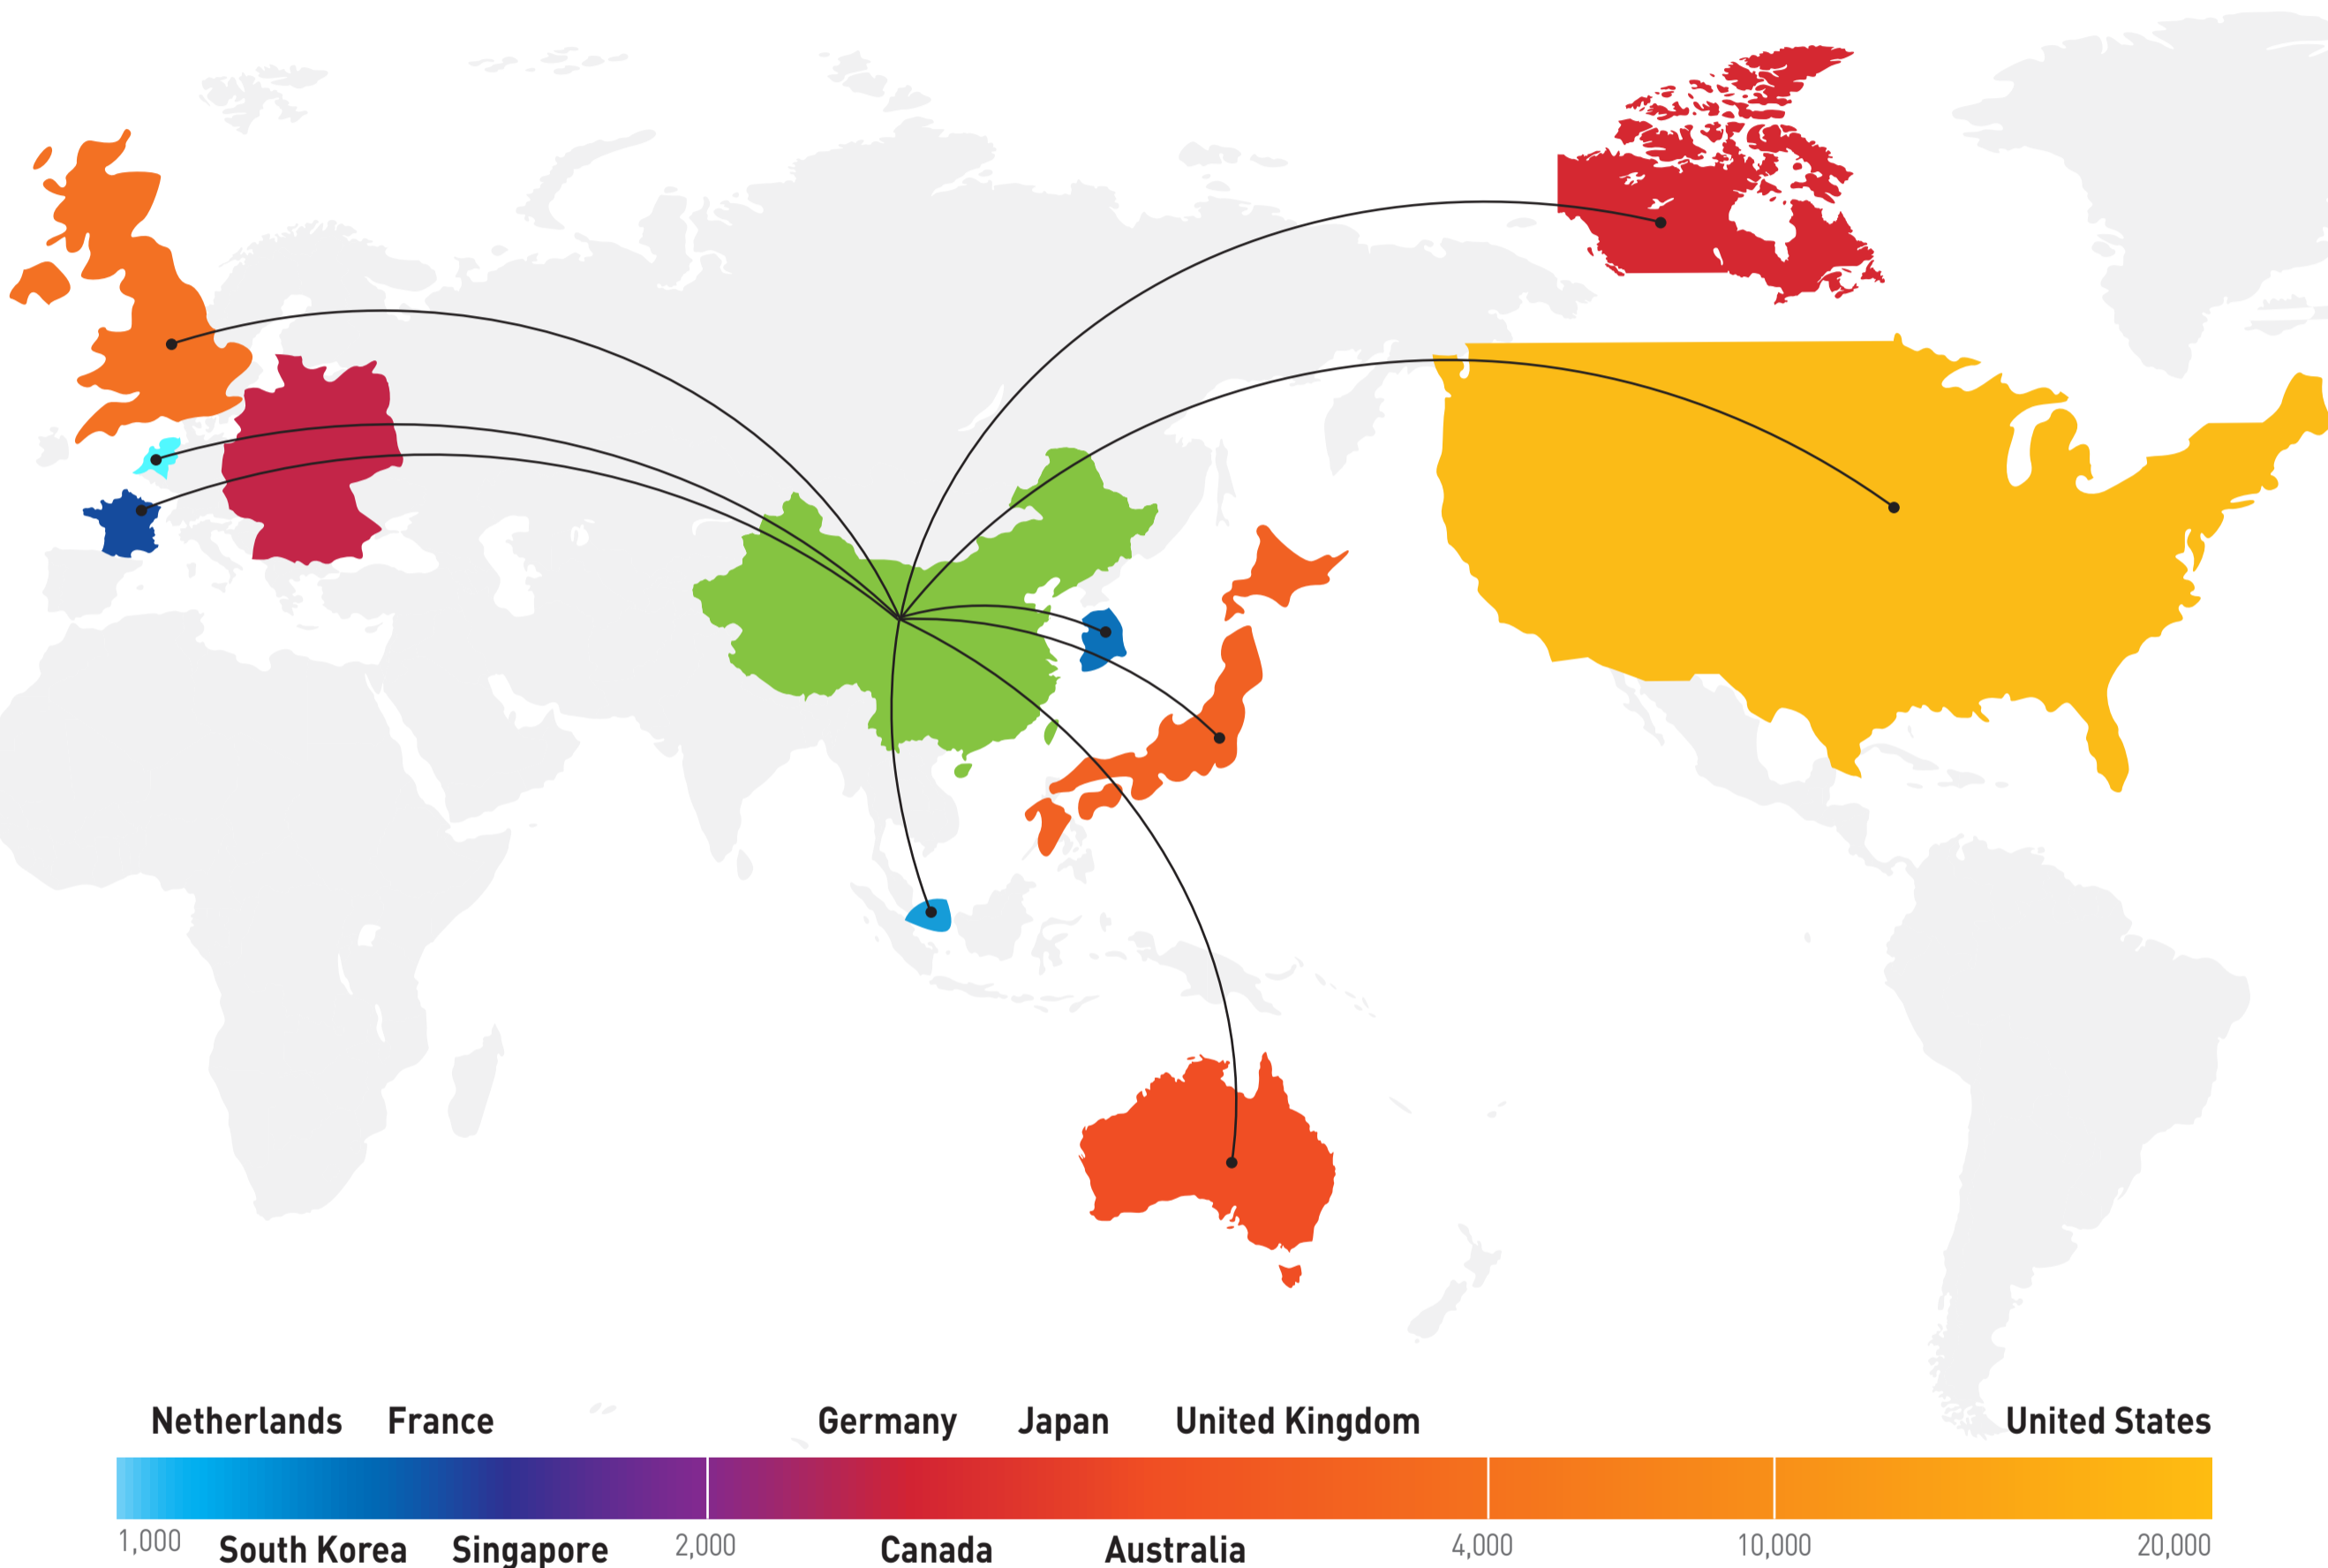 Netherlands France Germany Japan United Kingdom United States
1,000 South Korea Singapore 2,000 Canada Australia 4,000 10,000 20,000